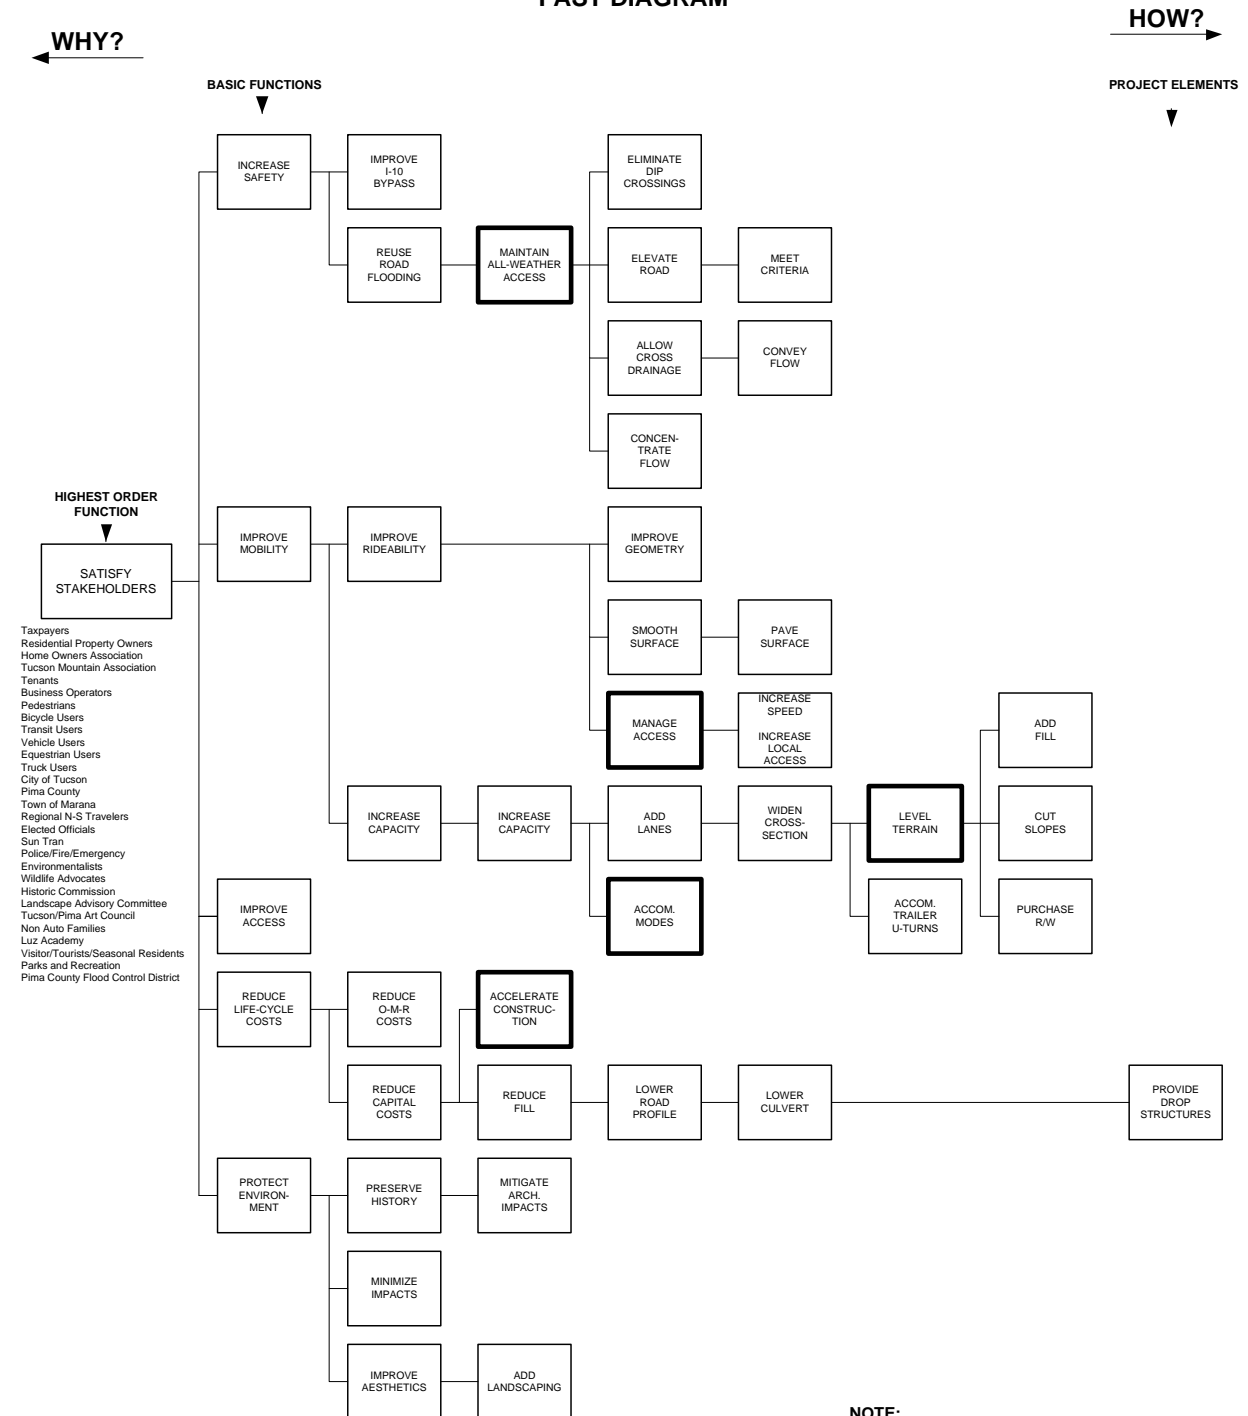 FAST DIAGRAM
HOW?
WHY?
BASIC FUNCTIONS
PROJECT ELEMENTS
INCREASE
SAFETY
IMPROVE
I-10
BYPASS
ELIMINATE
DIP
CROSSINGS
REUSE
ROAD
FLOODING
MAINTAIN
ALL-WEATHER
ACCESS
ELEVATE
ROAD
MEET
CRITERIA
ALLOW
CROSS
DRAINAGE
CONVEY
FLOW
CONCEN-
TRATE
FLOW
HIGHEST ORDER
FUNCTION
SATISFY
STAKEHOLDERS
IMPROVE
MOBILITY
IMPROVE
RIDEABILITY
IMPROVE
GEOMETRY
SMOOTH
SURFACE
PAVE
SURFACE
MANAGE
ACCESS
INCREASE
SPEED
INCREASE
LOCAL
ACCESS
ADD
FILL
INCREASE
CAPACITY
INCREASE
CAPACITY
ADD
LANES
WIDEN
CROSS-
SECTION
LEVEL
TERRAIN
CUT
SLOPES
Taxpayers
Residential Property Owners
Home Owners Association
Tucson Mountain Association
Tenants
Business Operators
Pedestrians
Bicycle Users
Transit Users
Vehicle Users
Equestrian Users
Truck Users
City of Tucson
Pima County
Town of Marana
Regional N-S Travelers
Elected Officials
Sun Tran
Police/Fire/Emergency
Environmentalists
Wildlife Advocates
Historic Commission
Landscape Advisory Committee
Tucson/Pima Art Council
Non Auto Families
Luz Academy
Visitor/Tourists/Seasonal Residents
Parks and Recreation
Pima County Flood Control District
IMPROVE
ACCESS
ACCOM.
MODES
ACCOM.
TRAILER
U-TURNS
PURCHASE
R/W
REDUCE
LIFE-CYCLE
COSTS
REDUCE
O-M-R
COSTS
ACCELERATE
CONSTRUC-
TION
REDUCE
CAPITAL
COSTS
REDUCE
FILL
LOWER
ROAD
PROFILE
LOWER
CULVERT
PROVIDE
DROP
STRUCTURES
PROTECT
ENVIRON-
MENT
PRESERVE
HISTORY
MITIGATE
ARCH.
IMPACTS
MINIMIZE
IMPACTS
IMPROVE
AESTHETICS
ADD
LANDSCAPING
NOTE: